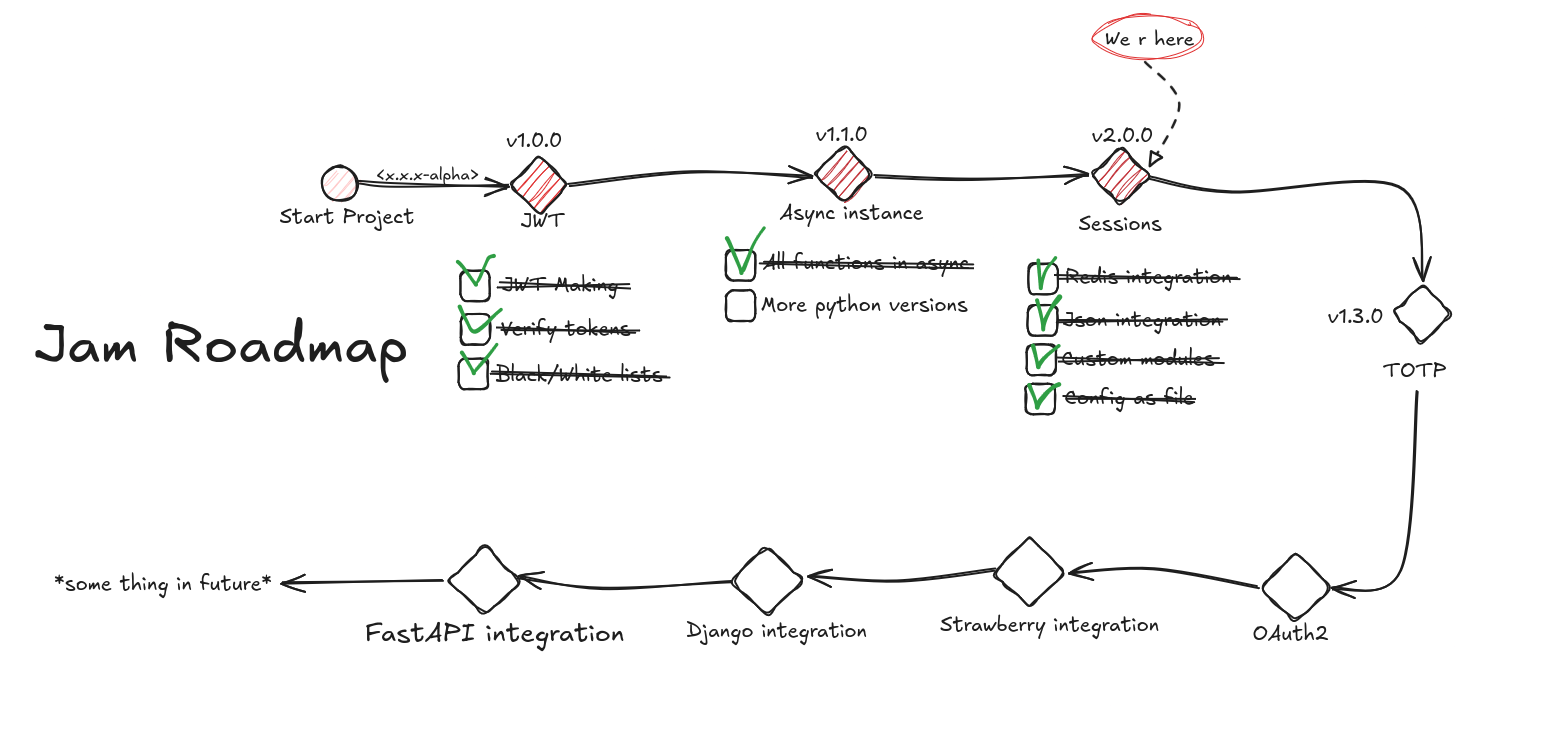 We r here
v1.0.0
v1.1.0
v2.0.0
<x.x.x-alpha>
Start Project
JWT
Async instance
Sessions
JWT Making
Verify tokens
Black/White lists
All functions in async
More python versions
Redis integration
Json integration
Custom modules
Config as file
Jam Roadmap
v1.3.0
TOTP
*some thing in future*
FastAPI integration
Django integration
Strawberry integration
OAuth2